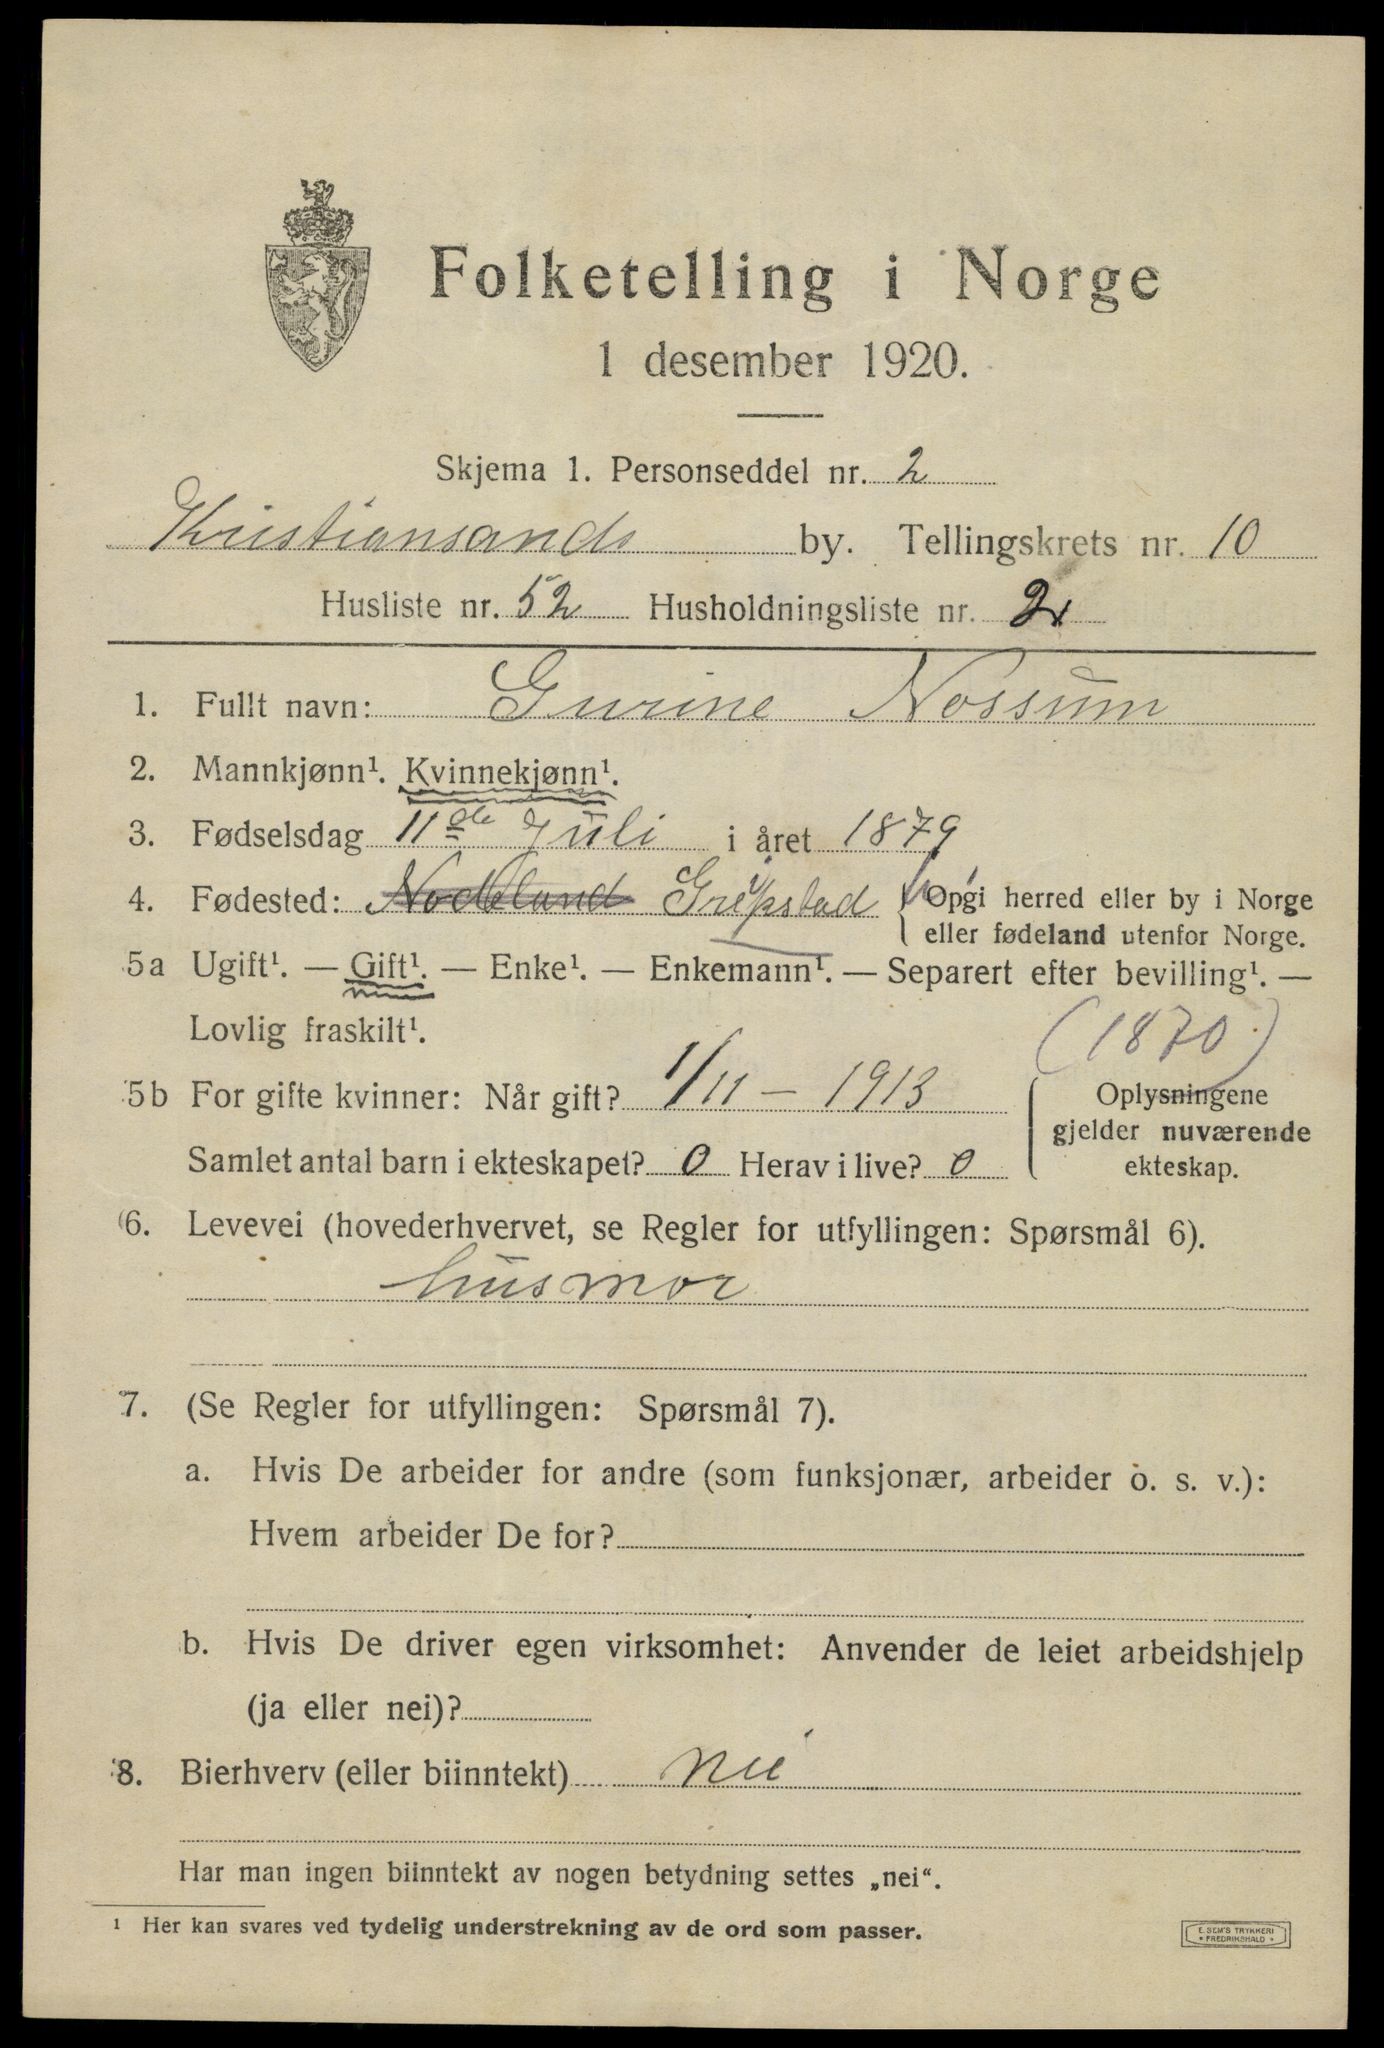 Folketelling i Norge
1 desember 1920.
Skjema 1. Personseddel nr. 2
Kristiansands by. Tellingskrets nr. 10
Husliste nr. 52 Husholdningsliste nr. 2
1. Fullt navn: Gurine Nossum
2. Mannkjønn¹. Kvinnekjønn¹.
3. Fødselsdag 11de Juli i året 1879
4. Fødested: Nodeland Gripstad { Opgi herred eller by i Norge
eller fødeland utenfor Norge.
5a Ugift¹. — Gift¹. — Enke¹. — Enkemann¹. — Separert efter bevilling¹. —
Lovlig fraskilt¹.
(1870)
5b For gifte kvinner: Når gift? 1/11 – 1913 Oplysningene
gjelder nuværende
Samlet antal barn i ekteskapet? 0 Herav i live? 0 ekteskap.
6. Levevei (hovederhvervet, se Regler for utfyllingen: Spørsmål 6).
husmor
7. (Se Regler for utfyllingen: Spørsmål 7).
a. Hvis De arbeider for andre (som funksjonær, arbeider o. s. v.):
Hvem arbeider De for?
b. Hvis De driver egen virksomhet: Anvender de leiet arbeidshjelp
(ja eller nei)?
8. Bierhverv (eller biinntekt) nei
Har man ingen biinntekt av nogen betydning settes „nei“.
¹ Her kan svares ved tydelig understrekning av de ord som passer.
E. SEM'S TRYKKERI
• FREDRIKSHALD •